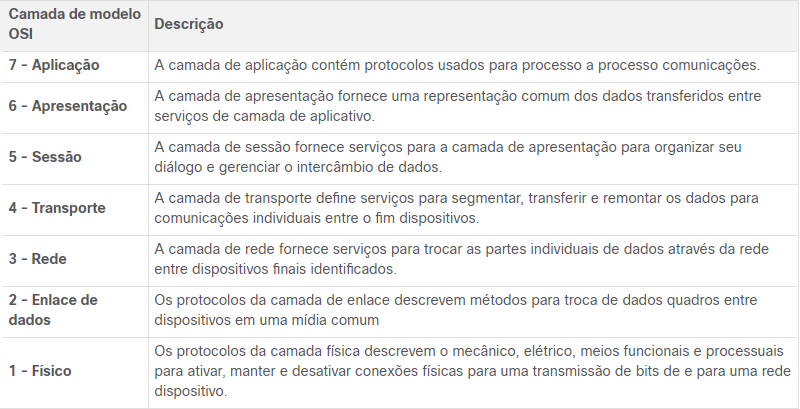 Camada de modelo
OSI
Descrição
7 – Aplicação
A camada de aplicação contém protocolos usados para processo a processo comunicações.
6 – Apresentação
A camada de apresentação fornece uma representação comum dos dados transferidos entre
serviços de camada de aplicativo.
5 – Sessão
A camada de sessão fornece serviços para a camada de apresentação para organizar seu
diálogo e gerenciar o intercâmbio de dados.
4 – Transporte
A camada de transporte define serviços para segmentar, transferir e remontar os dados para
comunicações individuais entre o fim dispositivos.
3 – Rede
A camada de rede fornece serviços para trocar as partes individuais de dados através da rede
entre dispositivos finais identificados.
2 – Enlace de
dados
Os protocolos da camada de enlace descrevem métodos para troca de dados quadros entre
dispositivos em uma mídia comum
1 – Físico
Os protocolos da camada física descrevem o mecânico, elétrico, meios funcionais e processuais
para ativar, manter e desativar conexões físicas para uma transmissão de bits de e para uma rede
dispositivo.